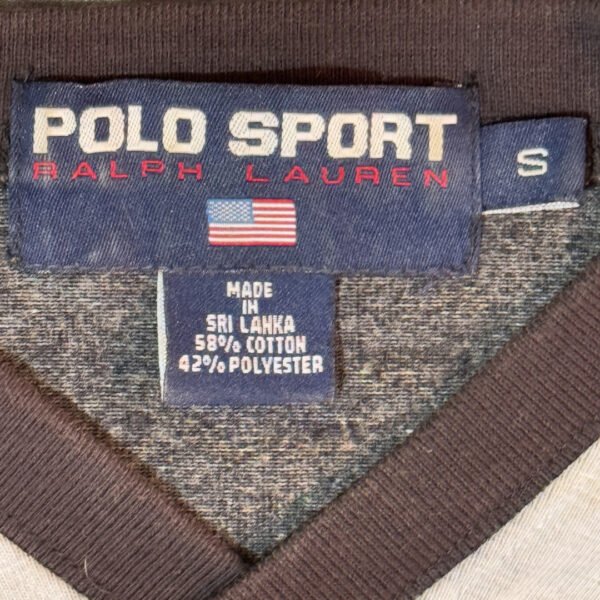 POLO SPORT
RALPH LAUREN
S
MADE
IN
SRI LANKA
58% COTTON
42% POLYESTER